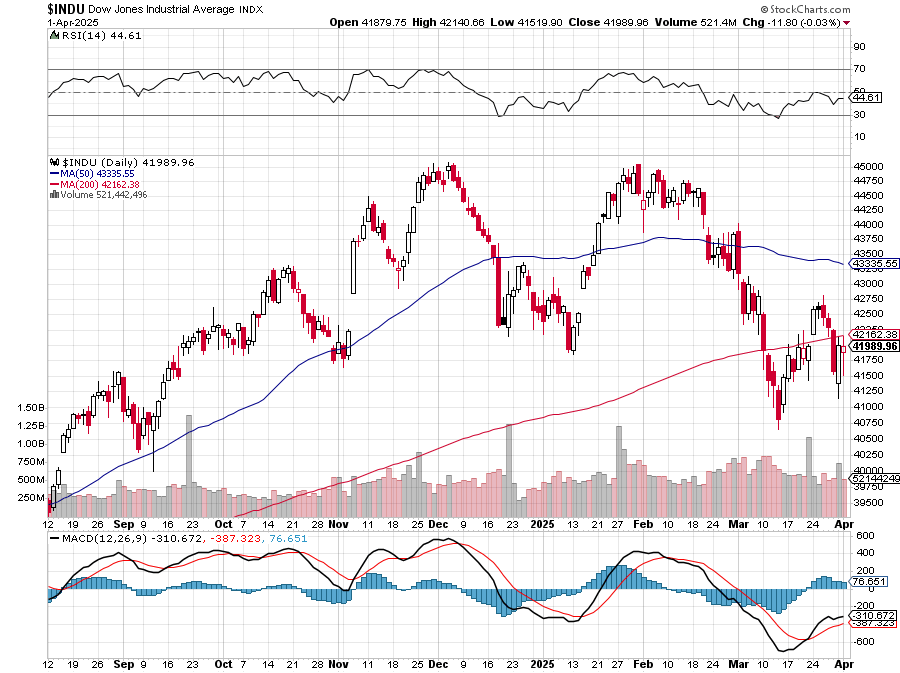 $INDU Dow Jones Industrial Average INDX
© StockCharts.com
1-Apr-2025
Open 41879.75 High 42140.66 Low 41519.90 Close 41989.96 Volume 521.4M Chg -11.80 (-0.03%)
RSI(14) 44.61
90
70
50
44.61
30
10
$INDU (Daily) 41989.96
MA(50) 43335.55
MA(200) 42162.38
Volume 521,442,496
45000
44750
44500
44250
44000
43750
43500
43335.55
43250
43000
42750
42500
42162.38
41989.96
41750
41500
41250
41000
40750
40500
40250
40000
39750
39500
1.50B
1.25B
1.00B
750M
500M
250M
52144249
12 19 26 Sep 9 16 23 Oct 7 14 21 28 Nov 11 18 25 Dec 9 16 23 2025 13 21 27 Feb 10 18 24 Mar 10 17 24 Apr
MACD(12,26,9) -310.672, -387.323, 76.651
600
400
200
76.651
0
-200
-310.672
-387.323
-600
12 19 26 Sep 9 16 23 Oct 7 14 21 28 Nov 11 18 25 Dec 9 16 23 2025 13 21 27 Feb 10 18 24 Mar 10 17 24 Apr